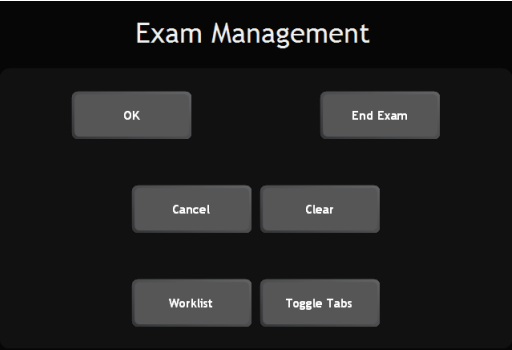 Exam Management
OK
End Exam
Cancel
Clear
Worklist
Toggle Tabs